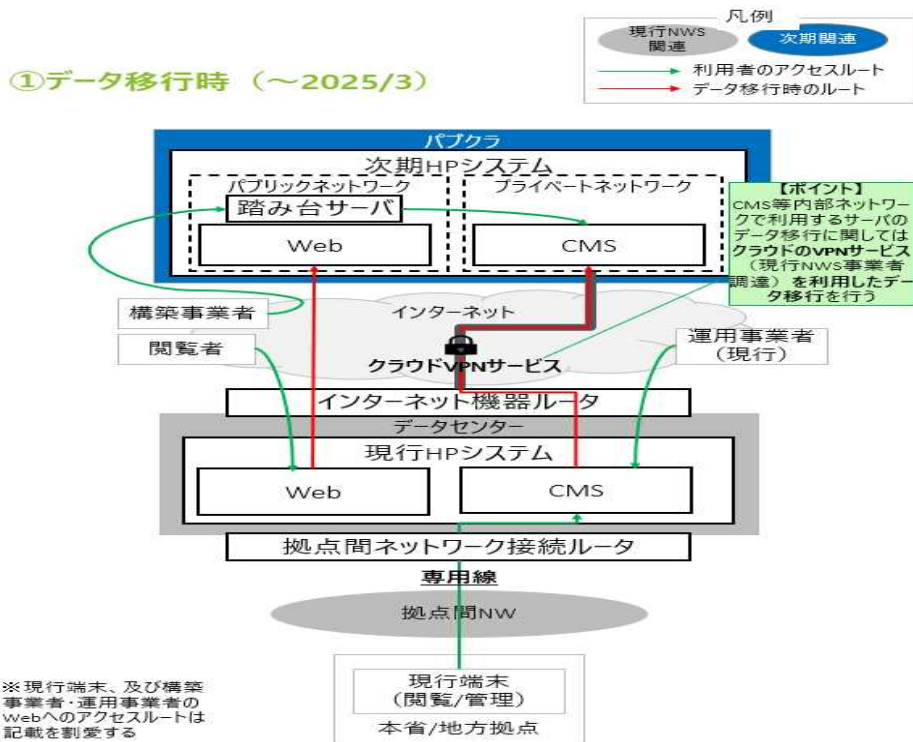 凡例
現行NWS
関連
次期関連
利用者のアクセスルート
データ移行時のルート
①データ移行時（～2025/3）
パブクラ
次期HPシステム
パブリックネットワーク
踏み台サーバ
Web
プライベートネットワーク
CMS
【ポイント】
CMS等内部ネットワー
クで利用するサーバの
データ移行に関しては
クラウドのVPNサービス
（現行NWS事業者
調達）を利用したデー
タ移行を行う
構築事業者
閲覧者
インターネット
運用事業者
(現行)
クラウドVPNサービス
インターネット機器ルータ
データセンター
現行HPシステム
Web
CMS
拠点間ネットワーク接続ルータ
専用線
拠点間NW
現行端末
(閲覧/管理)
本省/地方拠点
※現行端末、及び構築
事業者・運用事業者の
Webへのアクセスルートは
記載を割愛する